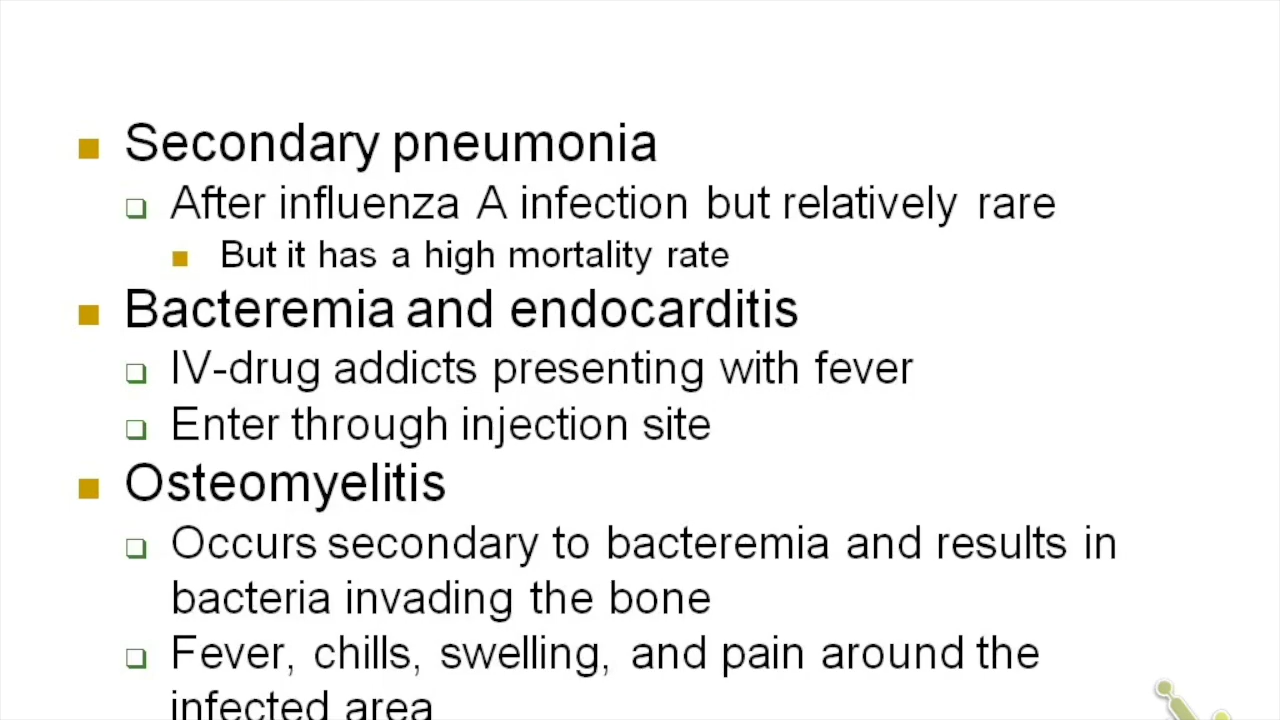 Secondary pneumonia
After influenza A infection but relatively rare
But it has a high mortality rate
Bacteremia and endocarditis
IV-drug addicts presenting with fever
Enter through injection site
Osteomyelitis
Occurs secondary to bacteremia and results in
bacteria invading the bone
Fever, chills, swelling, and pain around the
infected area